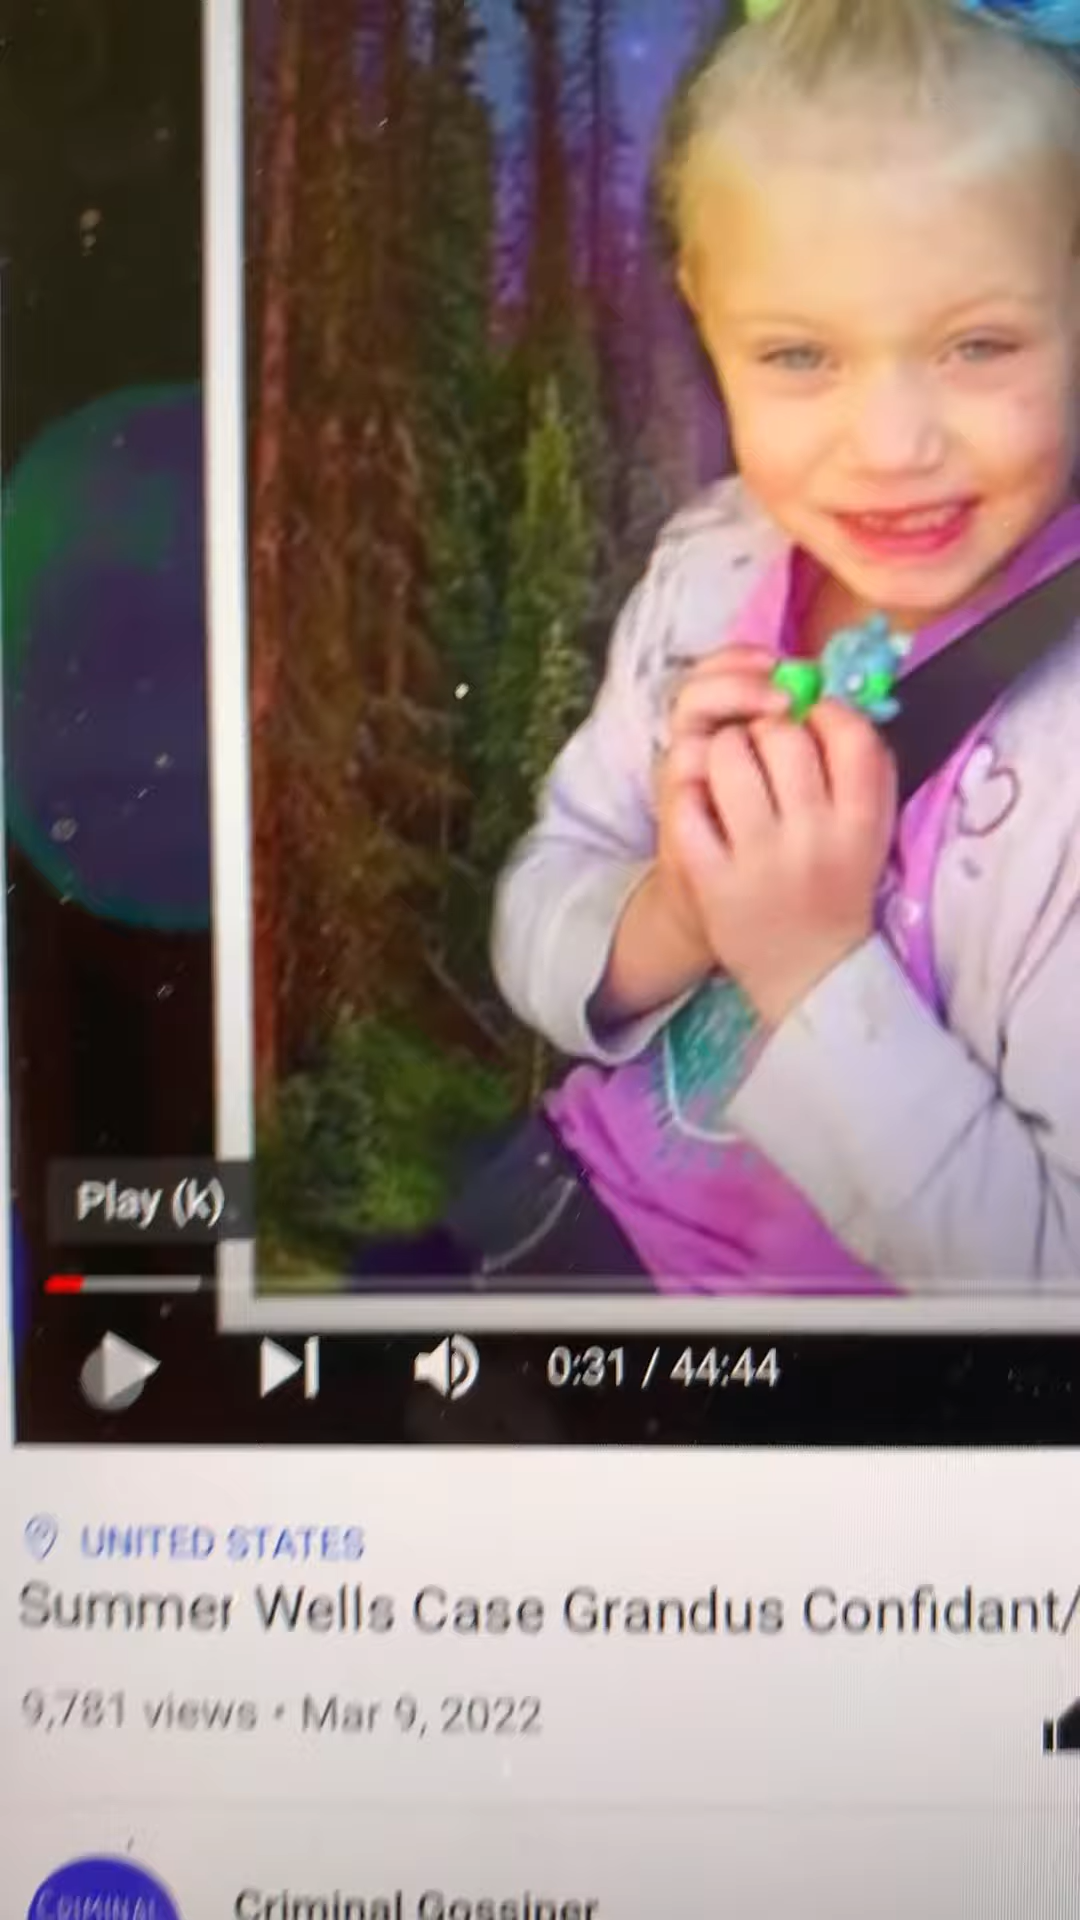 Play (k)
0:31 / 44:44
UNITED STATES
Summer Wells Case Grandus Confidant/
9,781 views • Mar 9, 2022
CRIMINAL
Criminal Gossiper